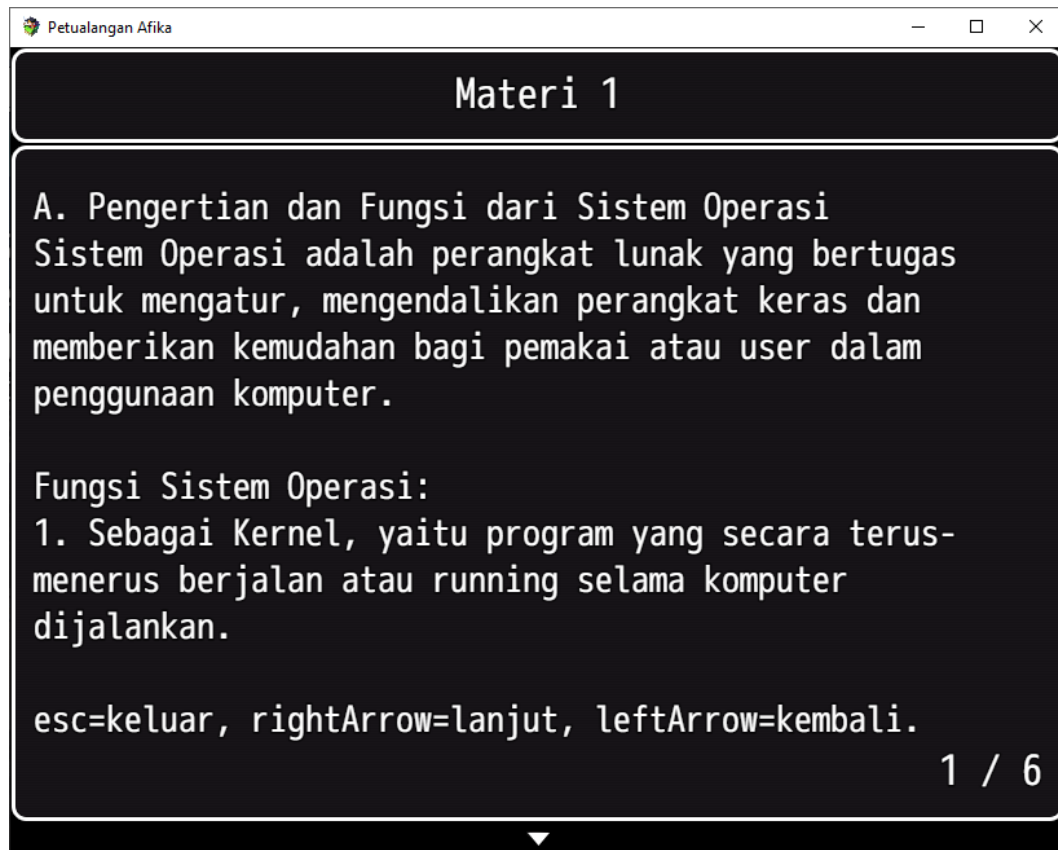 Petualangan Afika
Materi 1
A. Pengertian dan Fungsi dari Sistem Operasi
Sistem Operasi adalah perangkat lunak yang bertugas
untuk mengatur, mengendalikan perangkat keras dan
memberikan kemudahan bagi pemakai atau user dalam
penggunaan komputer.
Fungsi Sistem Operasi:
1. Sebagai Kernel, yaitu program yang secara terus-
menerus berjalan atau running selama komputer
dijalankan.
esc=keluar, rightArrow=lanjut, leftArrow=kembali.
1 / 6